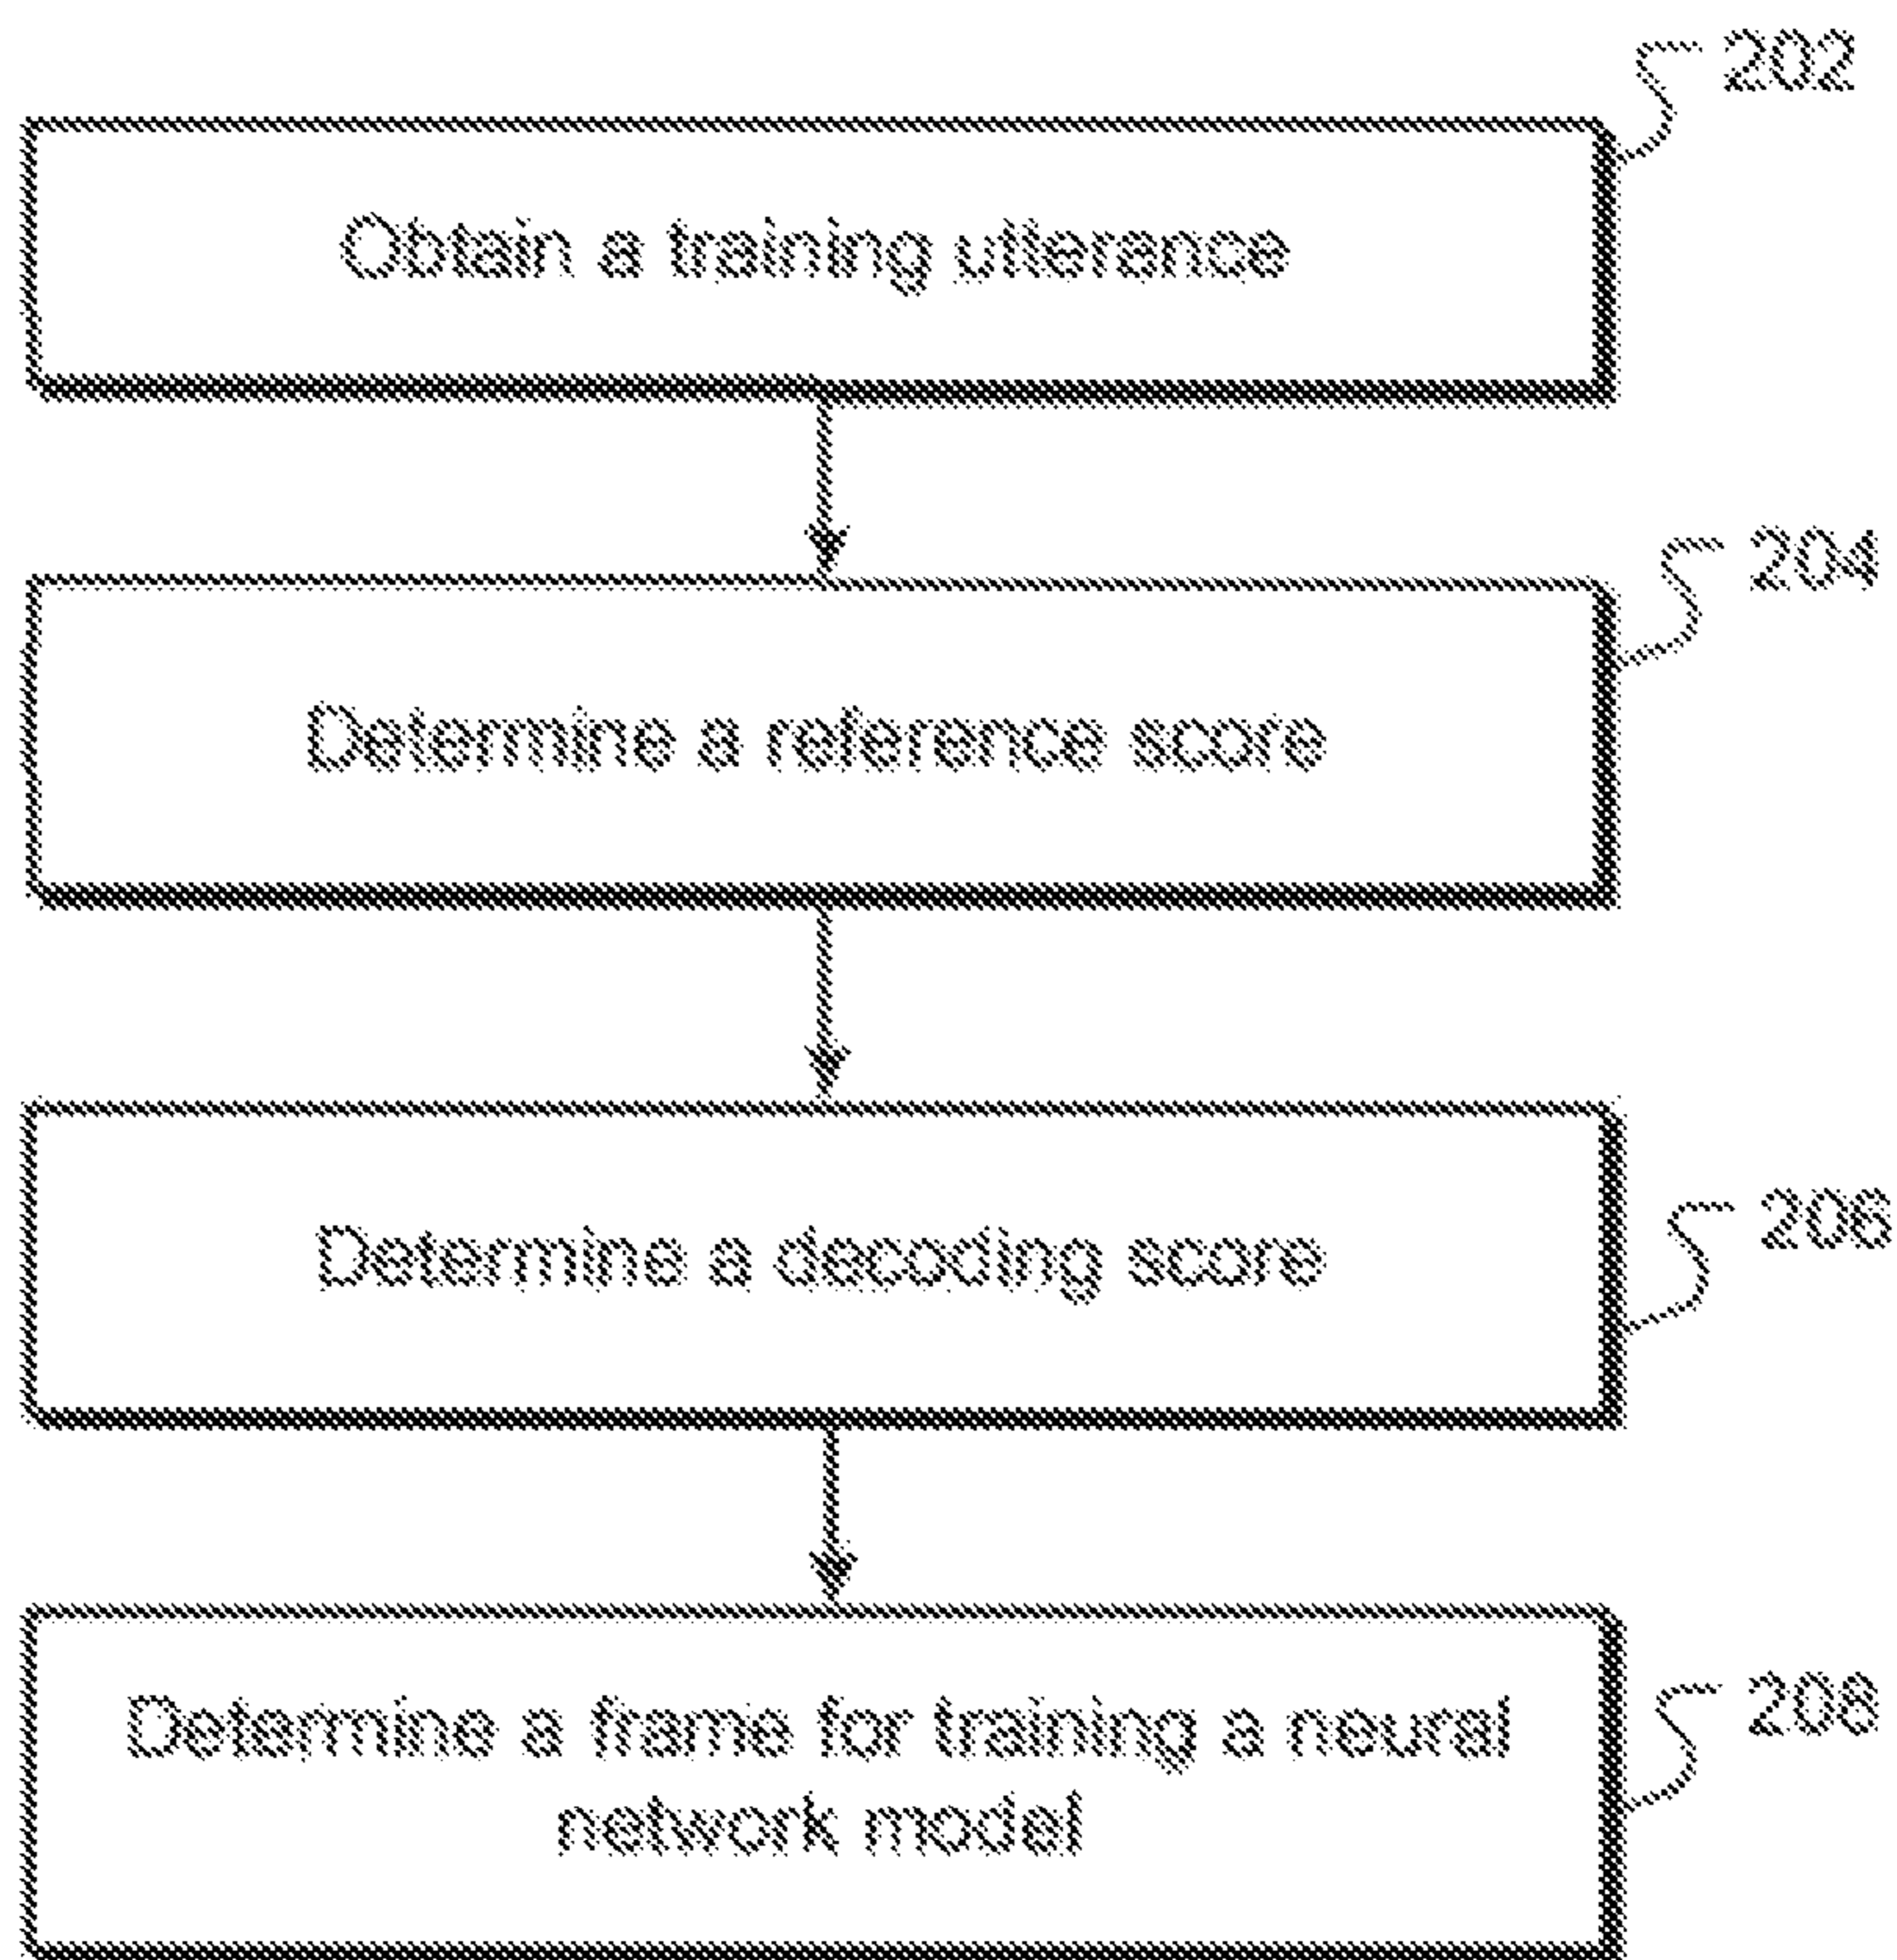 202
Obtain a training utterance
204
Determine a reference score
206
Determine a decoding score
208
Determine a frame for training a neural
network model